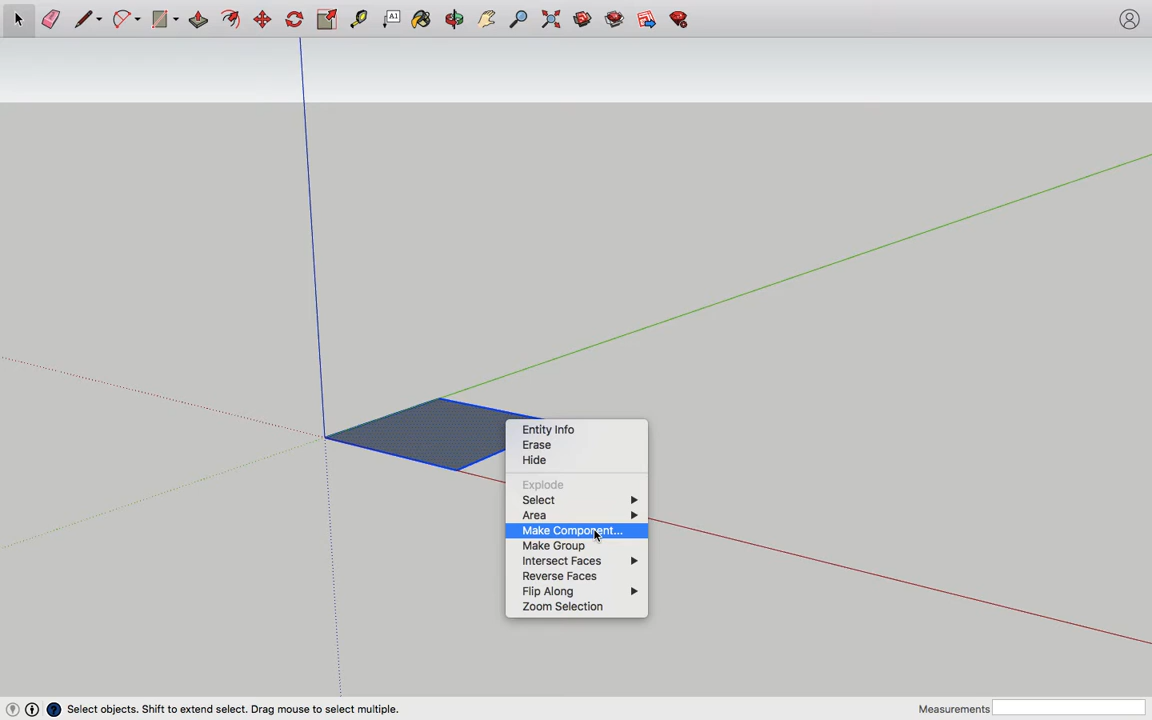 A1
Entity Info
Erase
Hide
Explode
Select
Area
Make Component...
Make Group
Intersect Faces
Reverse Faces
Flip Along
Zoom Selection
Select objects. Shift to extend select. Drag mouse to select multiple.
Measurements